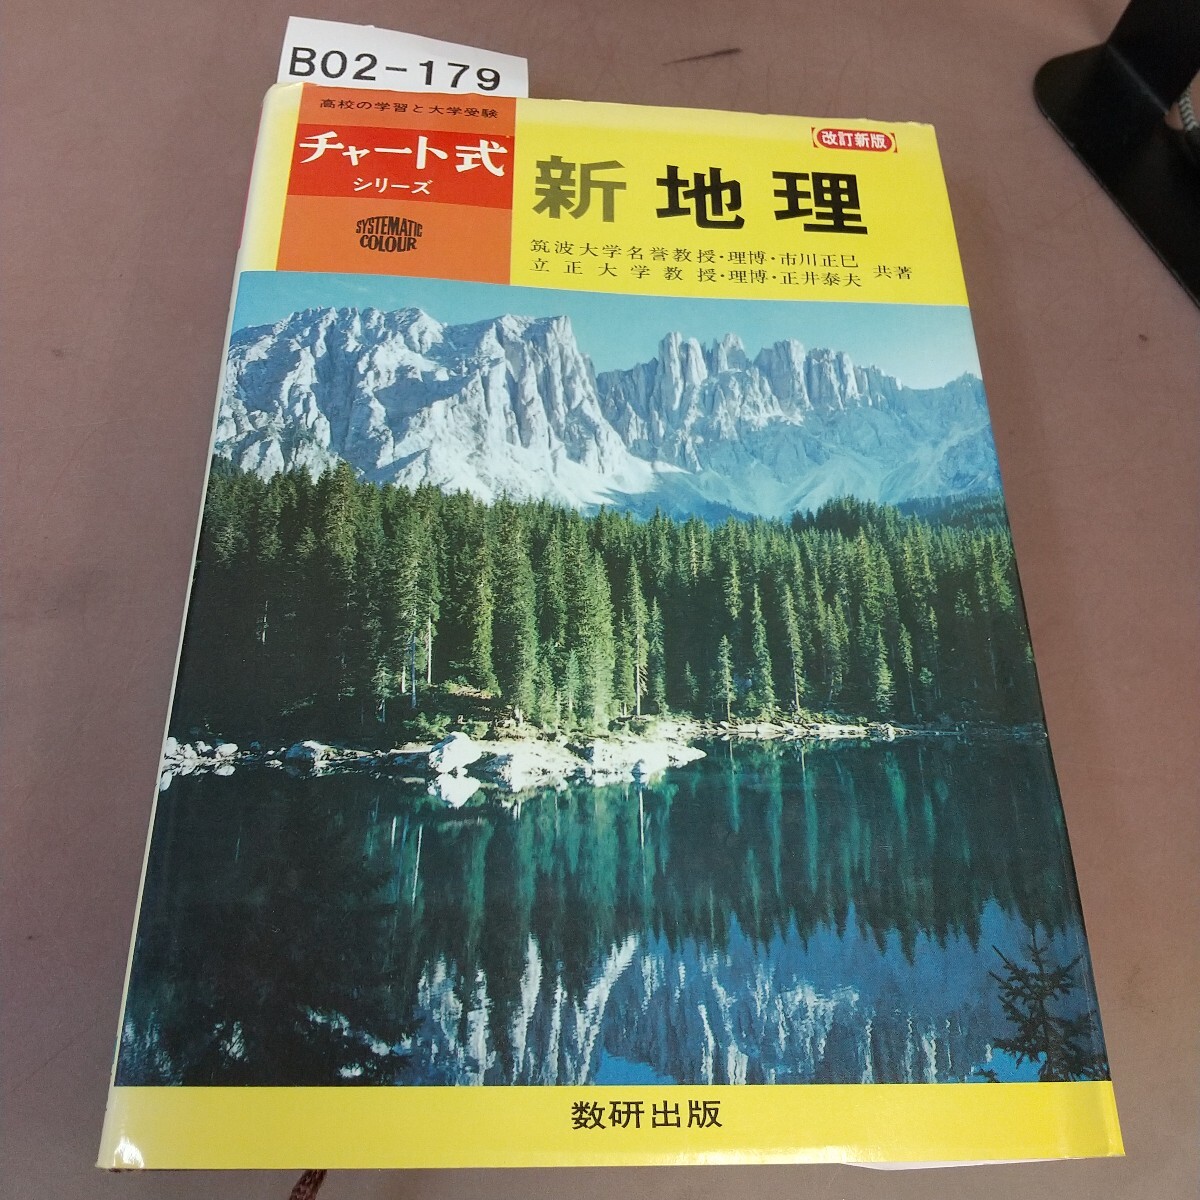 B02-179
高校の学習と大学受験
チャート式
シリーズ
SYSTEMATIC
COLOUR
【改訂新版】
新 地理
筑波大学名誉教授・理博・市川正巳
立正大学教授・理博・正井泰夫 共著
数研出版